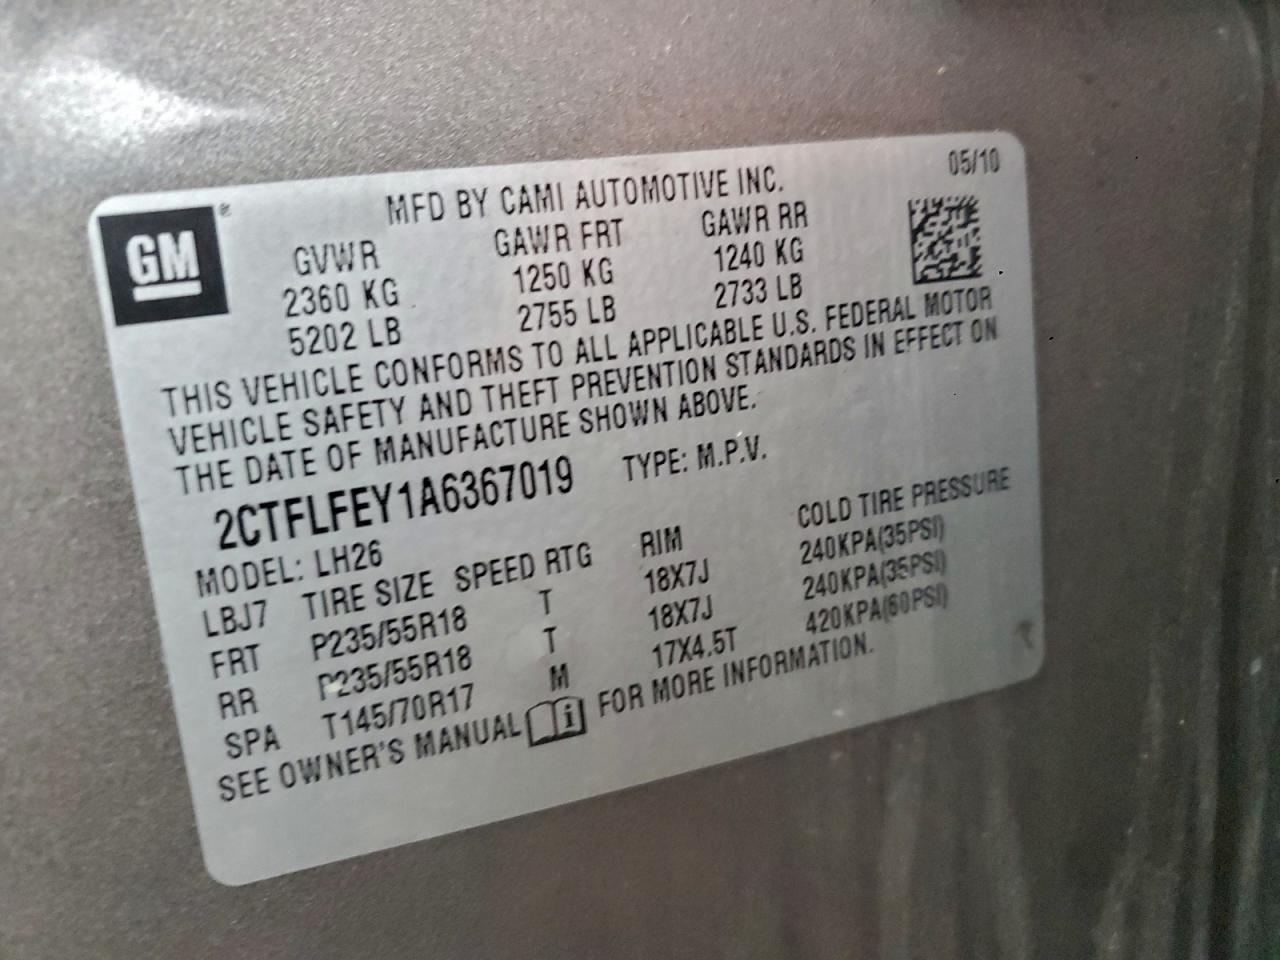 05/10
GM ®
MFD BY CAMI AUTOMOTIVE INC.
GVWR GAWR FRT GAWR RR
2360 KG 1250 KG 1240 KG
5202 LB 2755 LB 2733 LB
THIS VEHICLE CONFORMS TO ALL APPLICABLE U.S. FEDERAL MOTOR
VEHICLE SAFETY AND THEFT PREVENTION STANDARDS IN EFFECT ON
THE DATE OF MANUFACTURE SHOWN ABOVE.
2CTFLFEY1A6367019 TYPE: M.P.V.
MODEL: LH26
LBJ7 TIRE SIZE SPEED RTG RIM COLD TIRE PRESSURE
FRT P235/55R18 T 18X7J 240KPA(35PSI)
RR P235/55R18 T 18X7J 240KPA(35PSI)
SPA T145/70R17 M 17X4.5T 420KPA(60PSI)
SEE OWNER'S MANUAL FOR MORE INFORMATION.